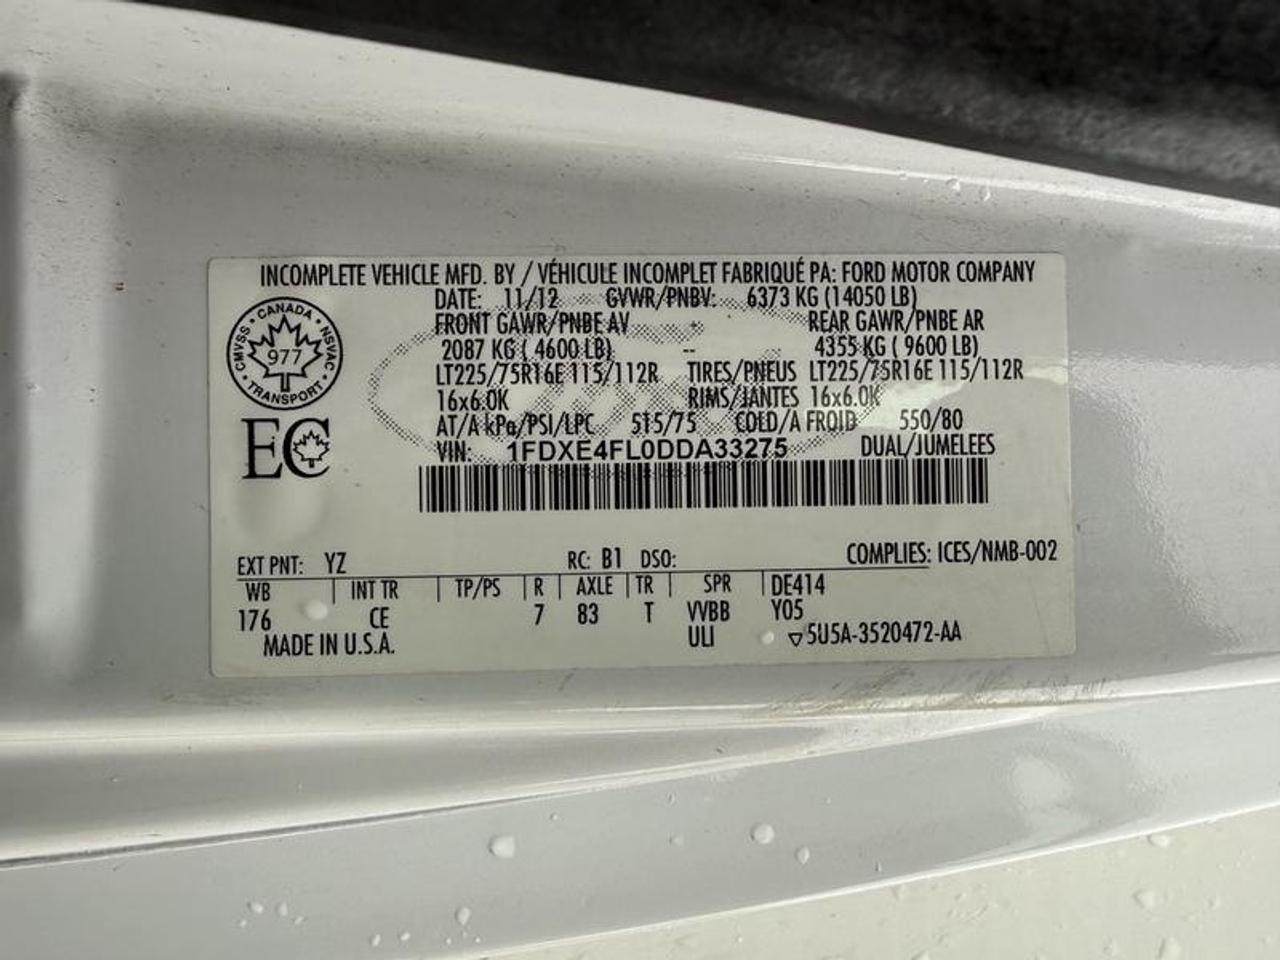 INCOMPLETE VEHICLE MFD. BY / VÉHICULE INCOMPLET FABRIQUÉ PA: FORD MOTOR COMPANY
DATE: 11/12 GVWR/PNBV: 6373 KG (14050 LB)
FRONT GAWR/PNBE AV REAR GAWR/PNBE AR
2087 KG ( 4600 LB) -- 4355 KG ( 9600 LB)
LT225/75R16E 115/112R TIRES/PNEUS LT225/75R16E 115/112R
16x6.0K RIMS/JANTES 16x6.0K
AT/A kPa/PSI/LPC 515/75 COLD/A FROID 550/80
VIN: 1FDXE4FL0DDA33275 DUAL/JUMELEES
CMVSS • CANADA • NSVAC • TRANSPORT •
977
EC
EXT PNT: YZ RC: B1 DSO: COMPLIES: ICES/NMB-002
WB | INT TR | TP/PS | R | AXLE | TR | SPR | DE414
176 CE 7 83 T VVBB Y05
MADE IN U.S.A. ULI ▽5U5A-3520472-AA